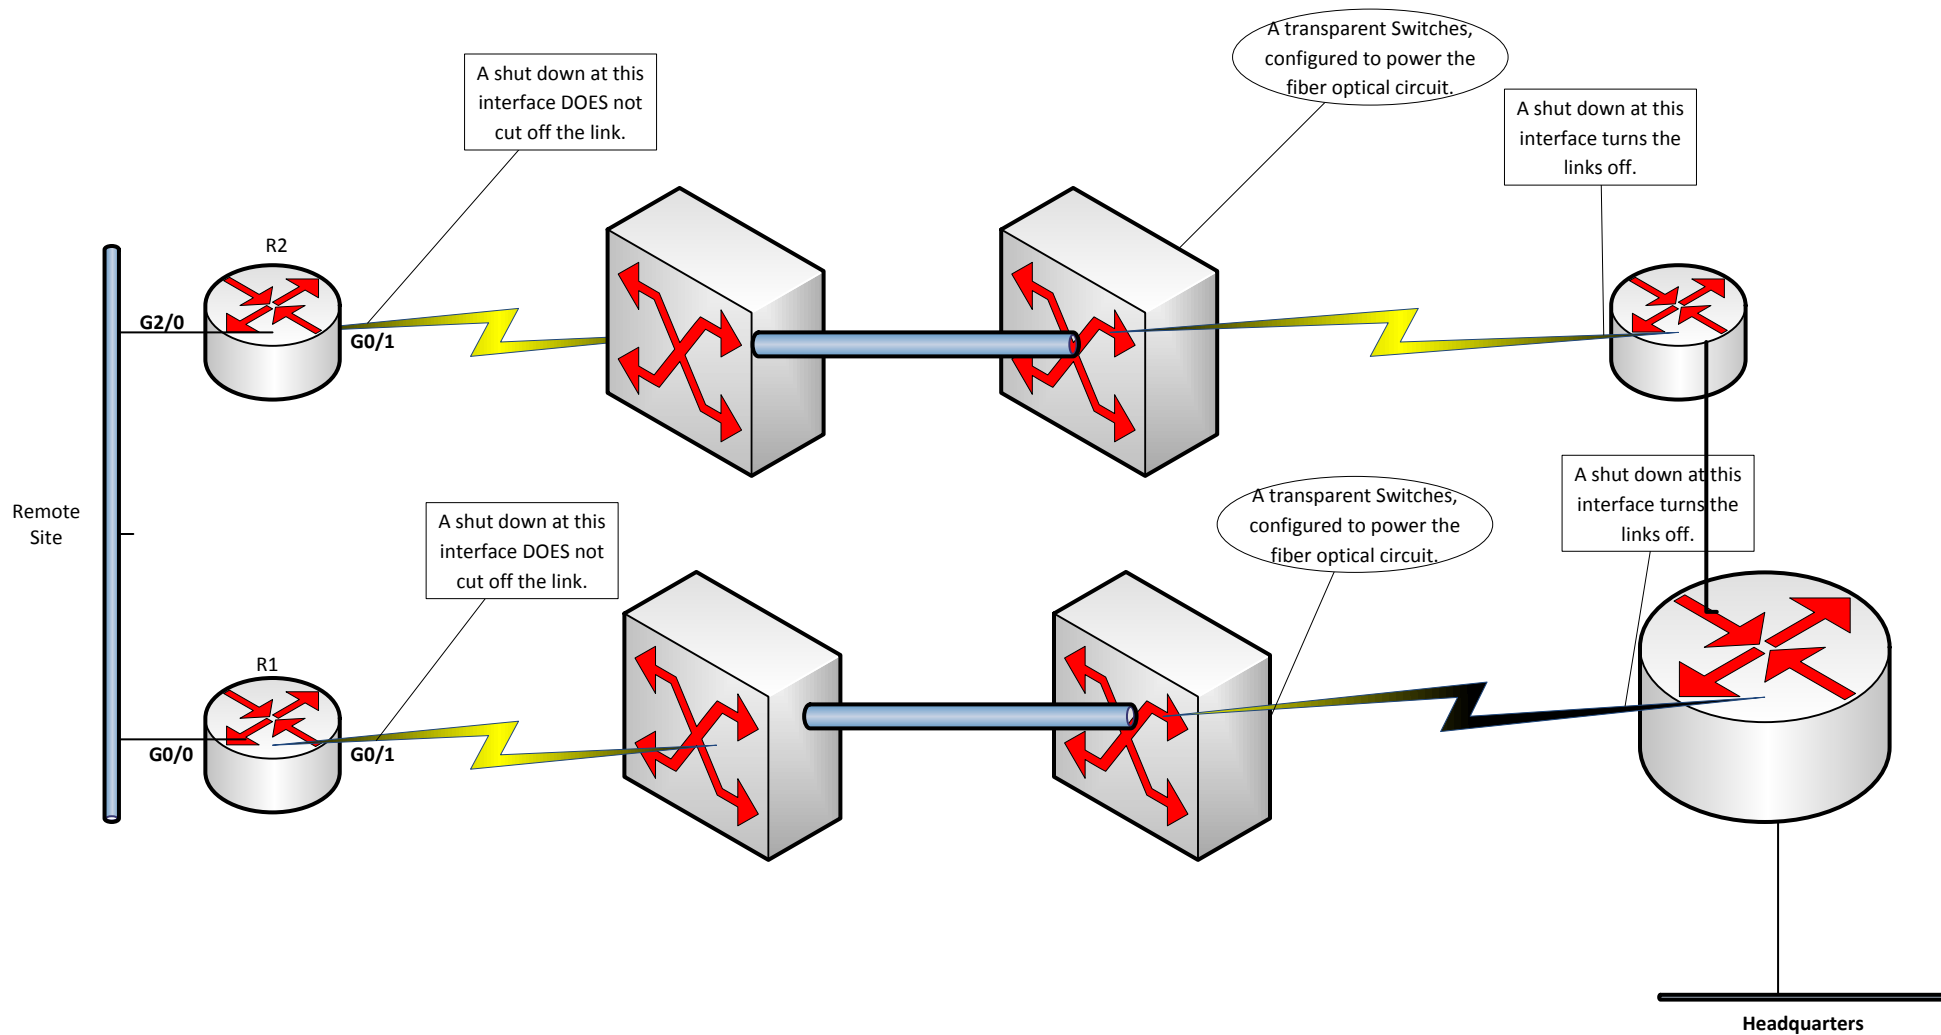 A transparent Switches,
configured to power the
fiber optical circuit.
A shut down at this
interface DOES not
cut off the link.
A shut down at this
interface turns the
links off.
R2
G2/0
G0/1
A shut down at this
interface turns the
links off.
A transparent Switches,
configured to power the
fiber optical circuit.
Remote
Site
A shut down at this
interface DOES not
cut off the link.
R1
G0/0
G0/1
Headquarters